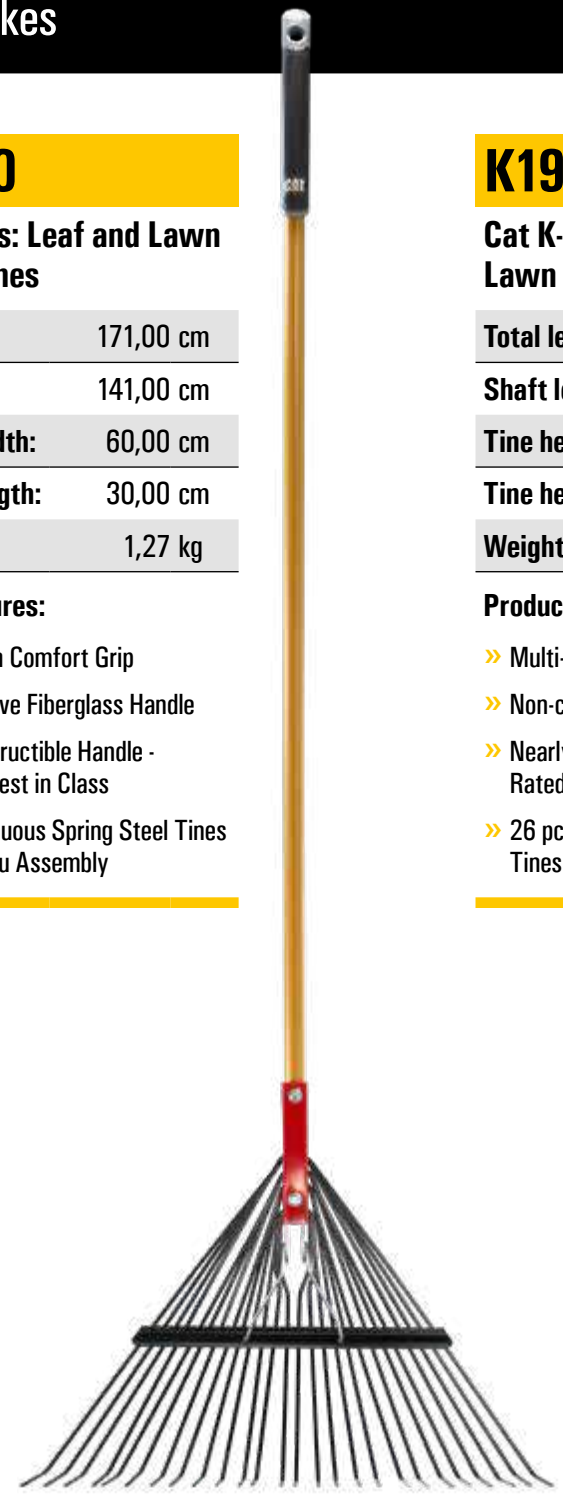 kes
0
s: Leaf and Lawn
nes
171,00 cm
141,00 cm
dth: 60,00 cm
gth: 30,00 cm
1,27 kg
ures:
n Comfort Grip
ve Fiberglass Handle
ructible Handle -
est in Class
uous Spring Steel Tines
u Assembly
CAT
K19
Cat K-
Lawn
Total le
Shaft le
Tine he
Tine he
Weight
Produc
» Multi-
» Non-c
» Nearly
Rated
» 26 pc
Tines